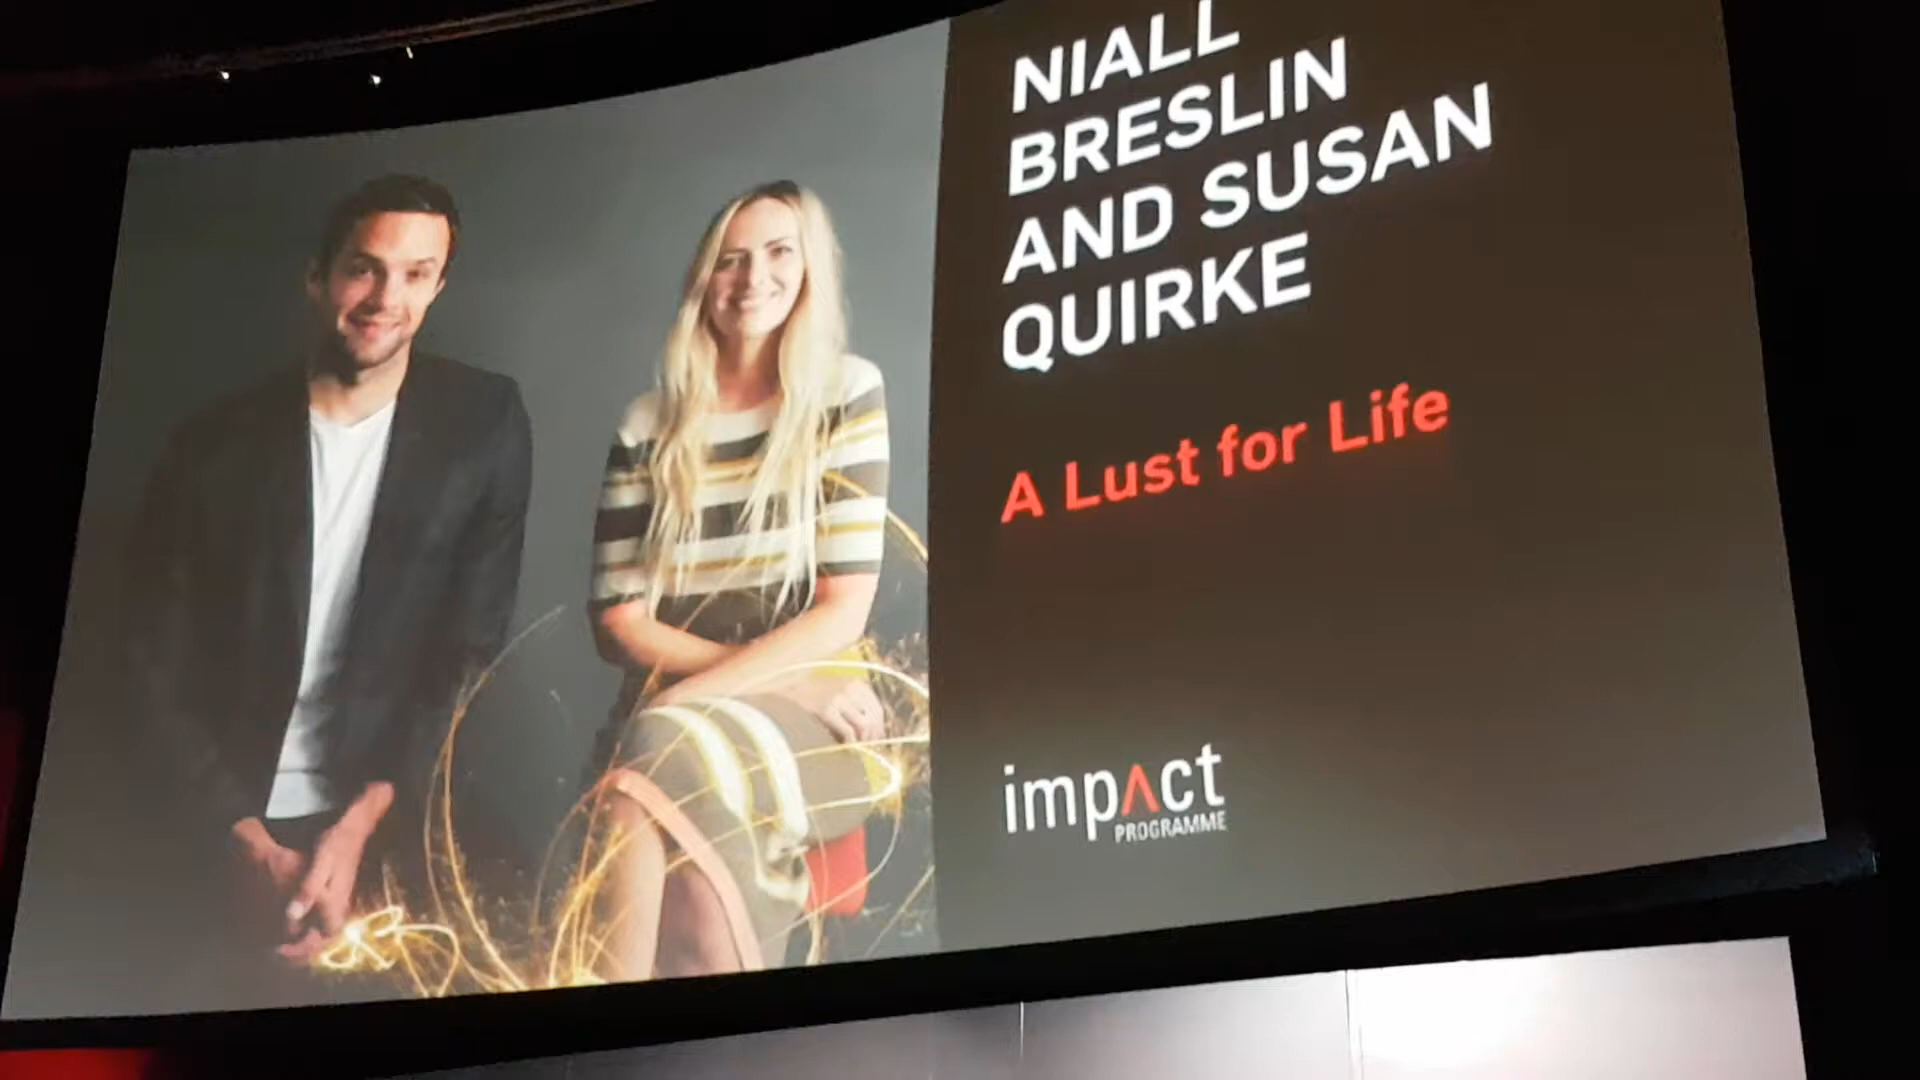 NIALL
BRESLIN
AND SUSAN
QUIRKE
A Lust for Life
impact
PROGRAMME